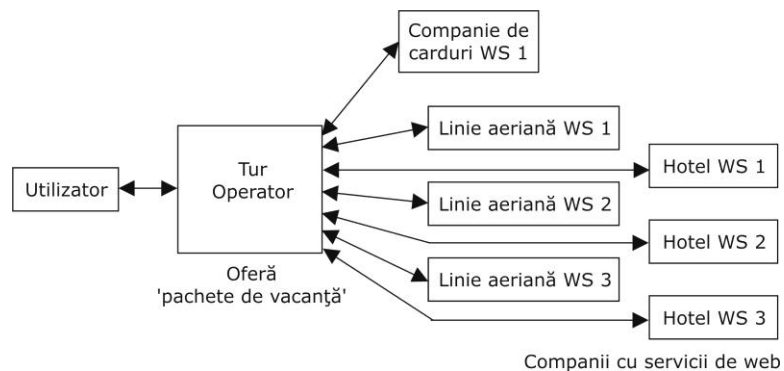 Companie de
carduri WS 1
Linie aeriană WS 1
Hotel WS 1
Tur
Operator
Utilizator
Linie aeriană WS 2
Hotel WS 2
Oferă
'pachete de vacanţă'
Linie aeriană WS 3
Hotel WS 3
Companii cu servicii de web